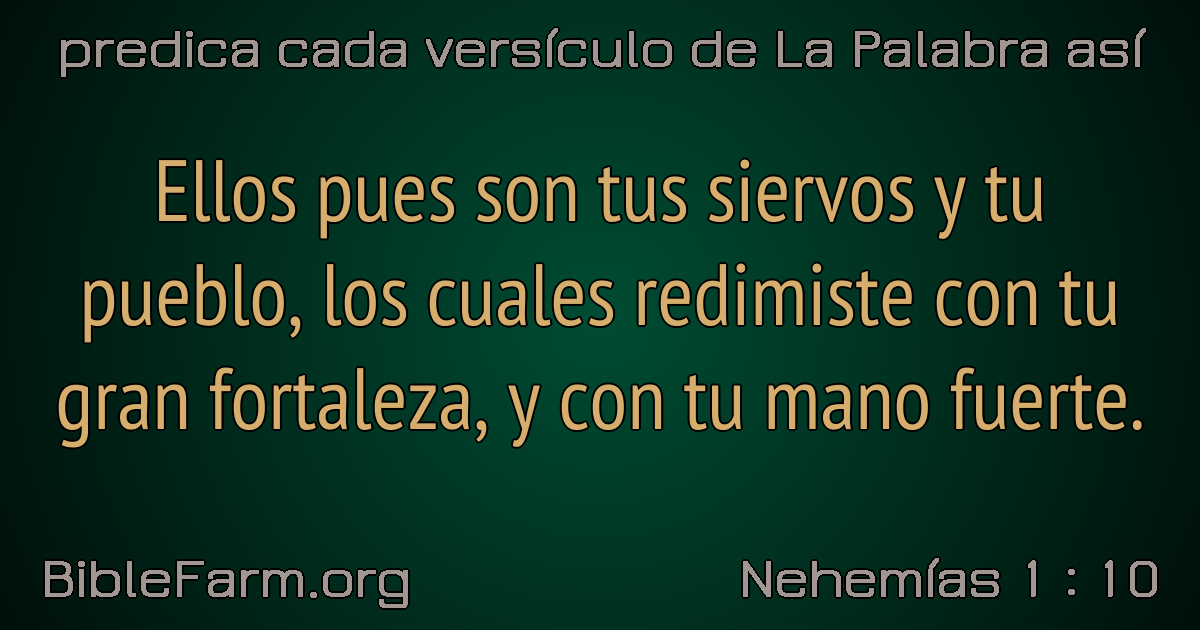 predica cada versículo de La Palabra así
Ellos pues son tus siervos y tu
pueblo, los cuales redimiste con tu
gran fortaleza, y con tu mano fuerte.
BibleFarm.org
Nehemías 1 : 10